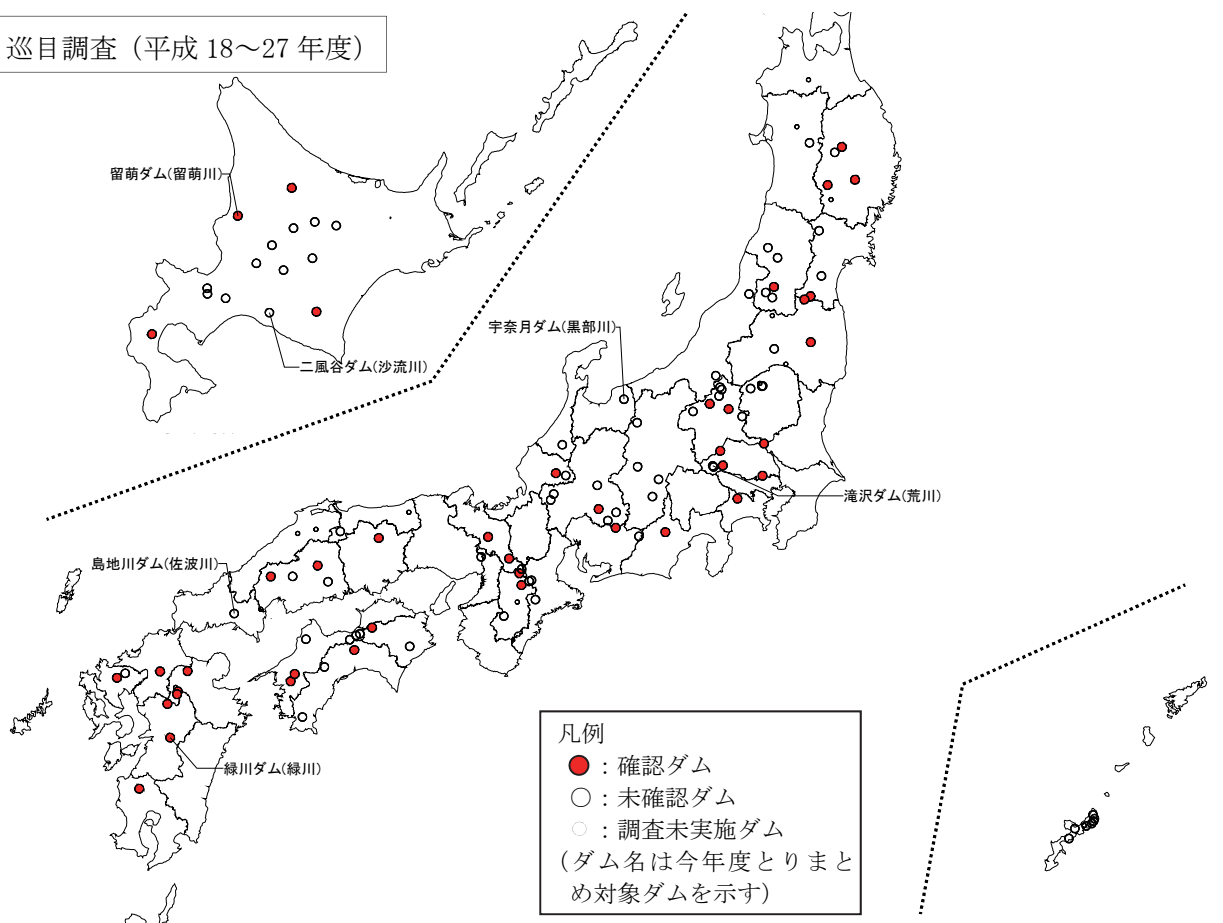 巡目調査（平成 18～27 年度）
留萌ダム(留萌川)
宇奈月ダム(黒部川)
二風谷ダム(沙流川)
滝沢ダム(荒川)
島地川ダム(佐波川)
緑川ダム(緑川)
凡例
：確認ダム
：未確認ダム
：調査未実施ダム
(ダム名は今年度とりまと
め対象ダムを示す)